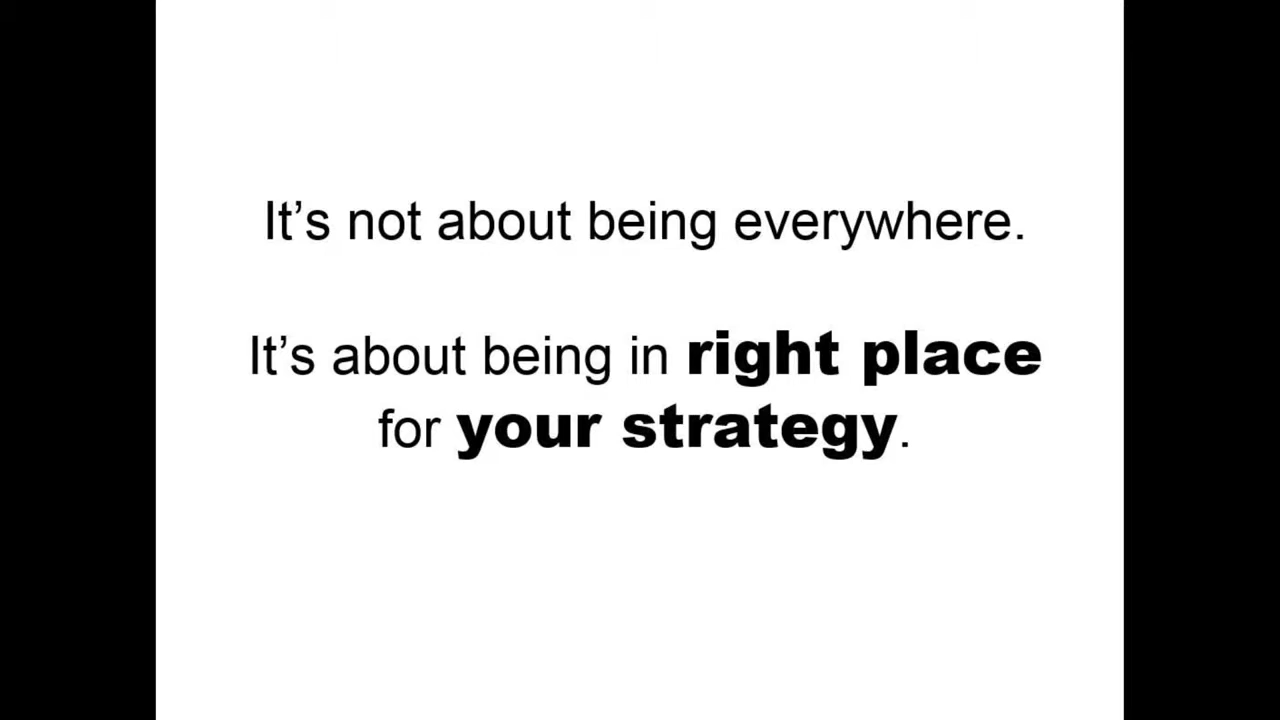 It’s not about being everywhere.
It’s about being in right place
for your strategy.